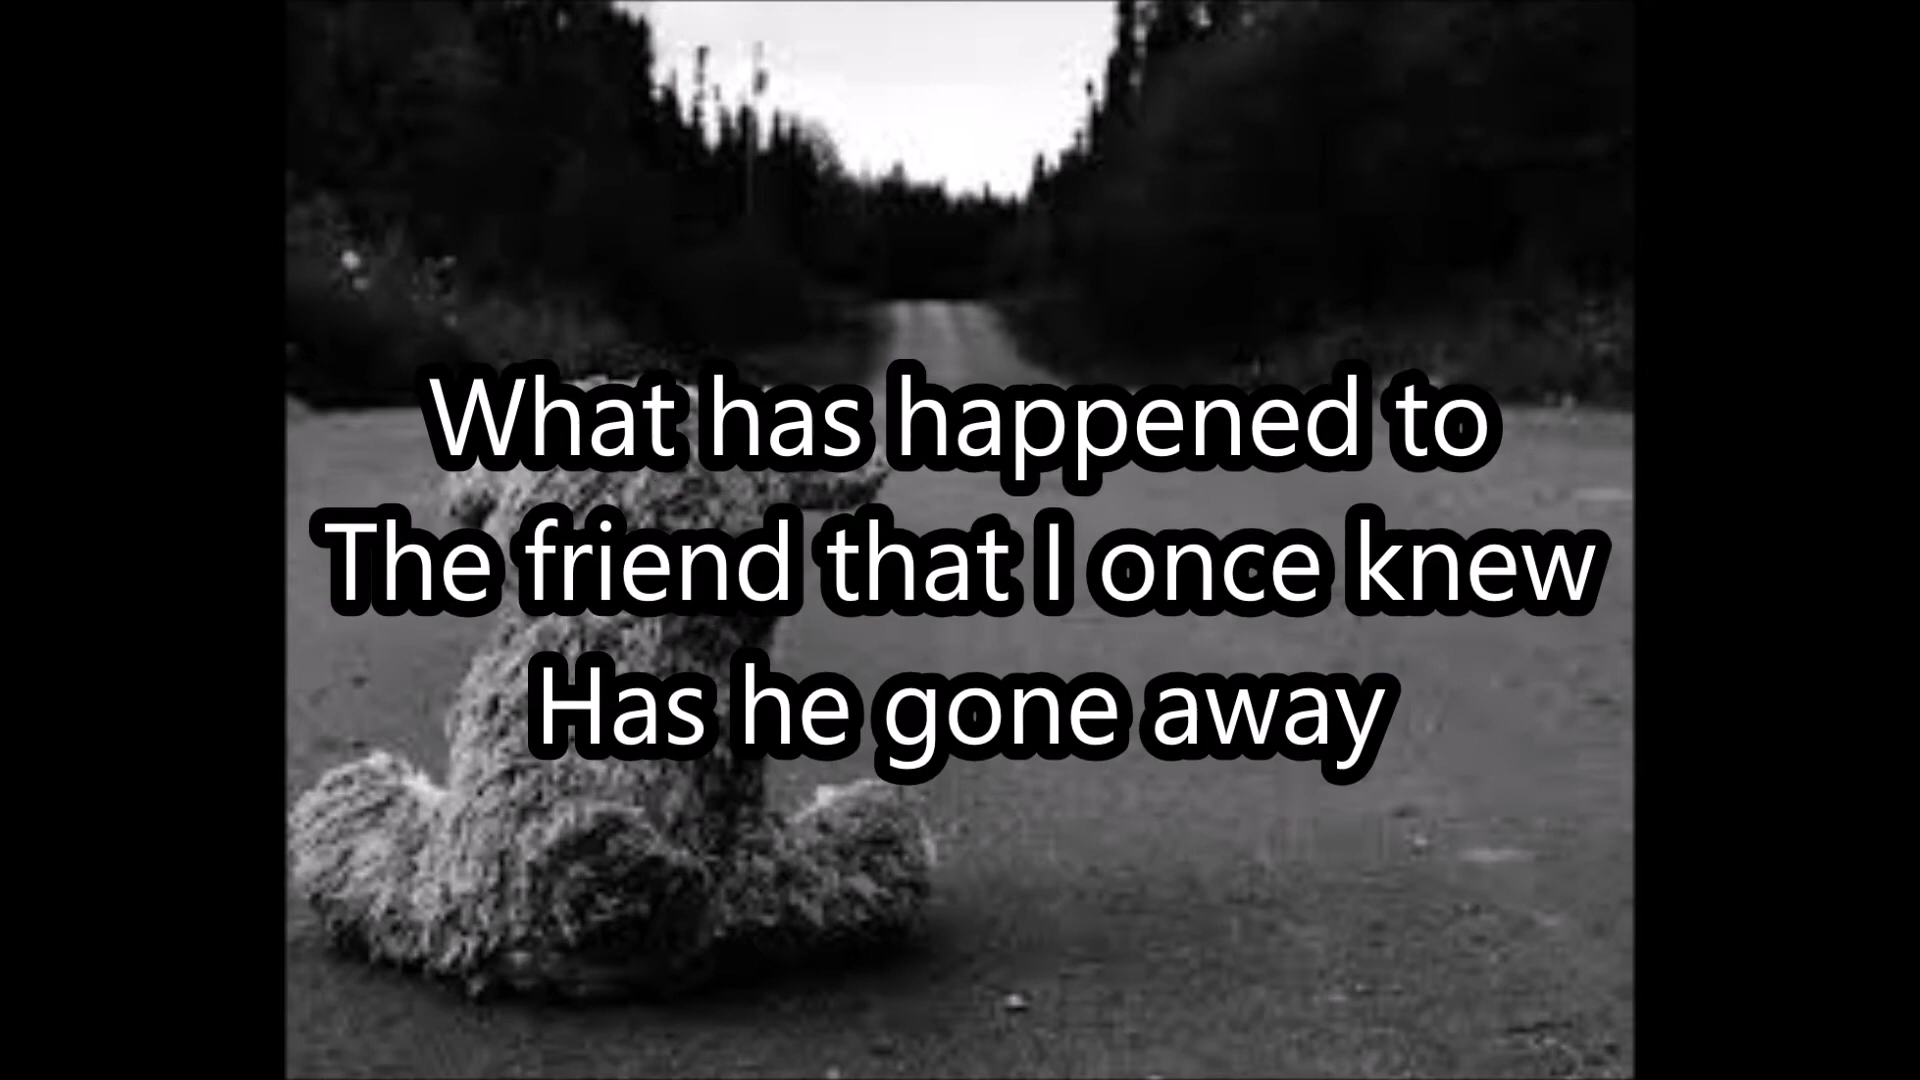 What has happened to
The friend that I once knew
Has he gone away